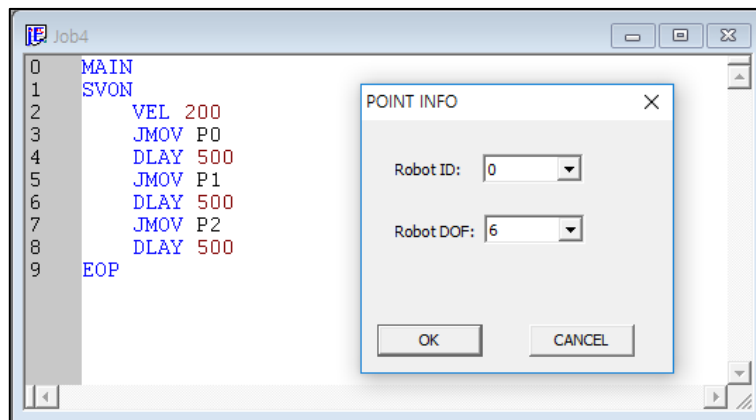 Job4
0 MAIN
1 SVON
2 VEL 200
3 JMOV P0
4 DLAY 500
5 JMOV P1
6 DLAY 500
7 JMOV P2
8 DLAY 500
9 EOP
POINT INFO
Robot ID: 0
Robot DOF: 6
OK CANCEL